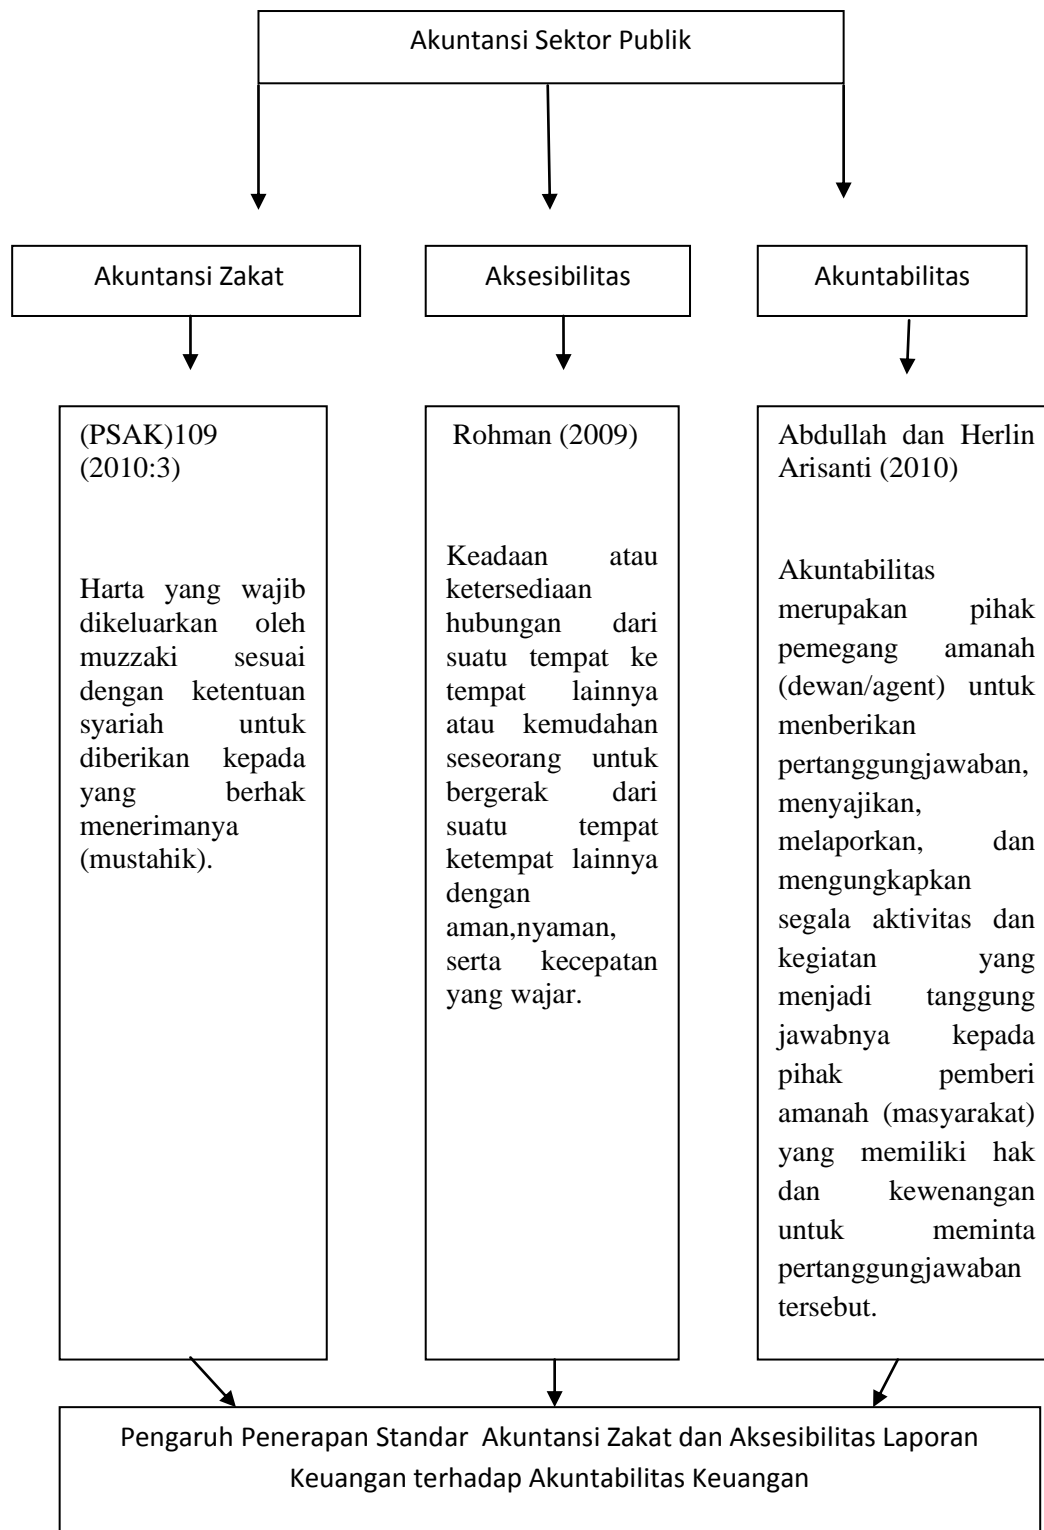 Akuntansi Sektor Publik
Akuntansi Zakat
Aksesibilitas
Akuntabilitas
(PSAK)109
(2010:3)
Harta yang wajib
dikeluarkan oleh
muzzaki sesuai
dengan ketentuan
syariah untuk
diberikan kepada
yang berhak
menerimanya
(mustahik).
Rohman (2009)
Keadaan atau
ketersediaan
hubungan dari
suatu tempat ke
tempat lainnya
atau kemudahan
seseorang untuk
bergerak dari
suatu tempat
ketempat lainnya
dengan
aman,nyaman,
serta kecepatan
yang wajar.
Abdullah dan Herlin
Arisanti (2010)
Akuntabilitas
merupakan pihak
pemegang amanah
(dewan/agent) untuk
menberikan
pertanggungjawaban,
menyajikan,
melaporkan, dan
mengungkapkan
segala aktivitas dan
kegiatan yang
menjadi tanggung
jawabnya kepada
pihak pemberi
amanah (masyarakat)
yang memiliki hak
dan kewenangan
untuk meminta
pertanggungjawaban
tersebut.
Pengaruh Penerapan Standar Akuntansi Zakat dan Aksesibilitas Laporan
Keuangan terhadap Akuntabilitas Keuangan